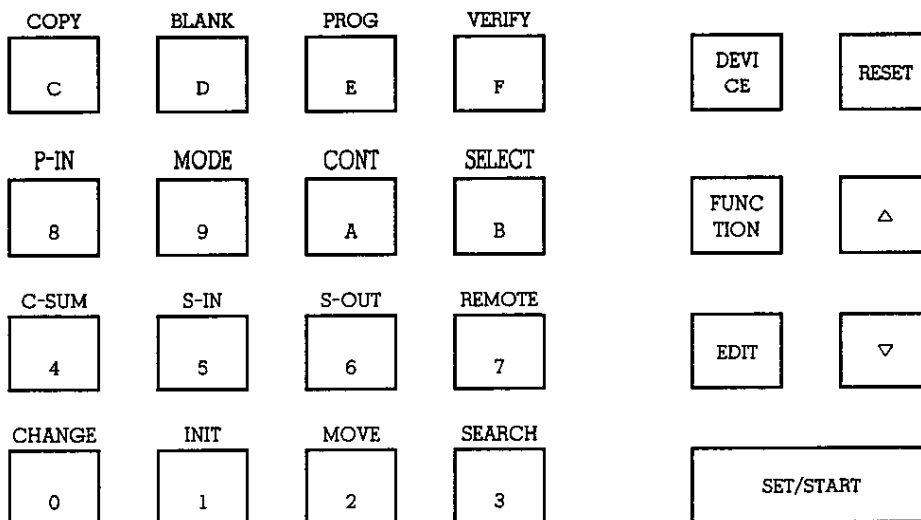 COPY BLANK PROG VERIFY
C D E F DEVI
CE RESET
P-IN MODE CONT SELECT
8 9 A B FUNC
TION △
C-SUM S-IN S-OUT REMOTE
4 5 6 7 EDIT ▽
CHANGE INIT MOVE SEARCH
0 1 2 3 SET/START